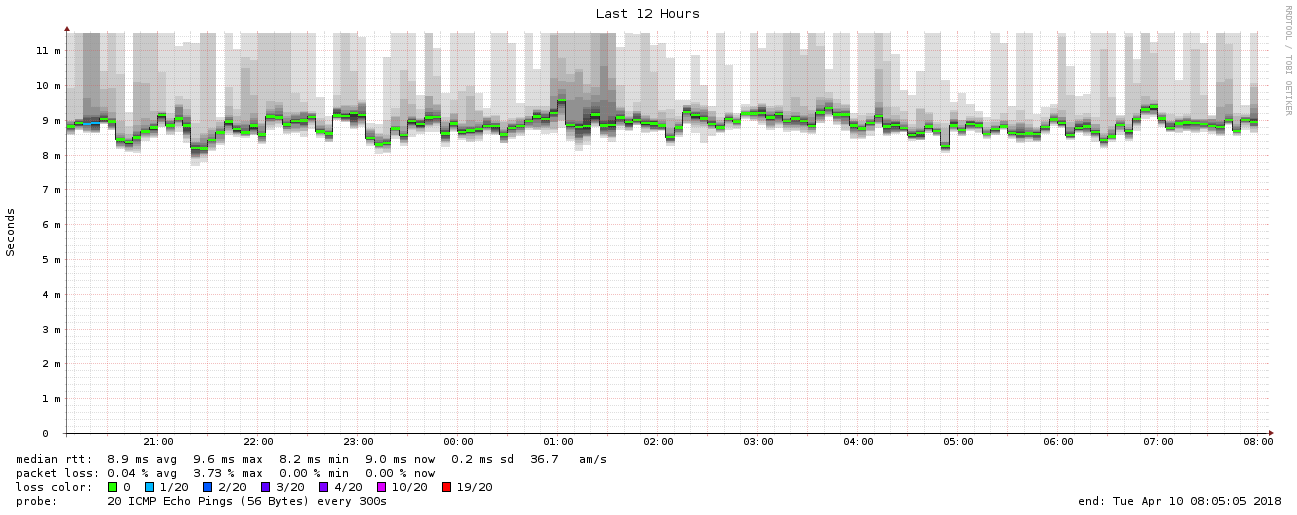 Last 12 Hours
RRDTOOL / TOBI OETIKER
Seconds
11 m
10 m
9 m
8 m
7 m
6 m
5 m
4 m
3 m
2 m
1 m
0
21:00 22:00 23:00 00:00 01:00 02:00 03:00 04:00 05:00 06:00 07:00 08:00
median rtt: 8.9 ms avg 9.6 ms max 8.2 ms min 9.0 ms now 0.2 ms sd 36.7 am/s
packet loss: 0.04 % avg 3.73 % max 0.00 % min 0.00 % now
loss color: 0 1/20 2/20 3/20 4/20 10/20 19/20
probe: 20 ICMP Echo Pings (56 Bytes) every 300s
end: Tue Apr 10 08:05:05 2018